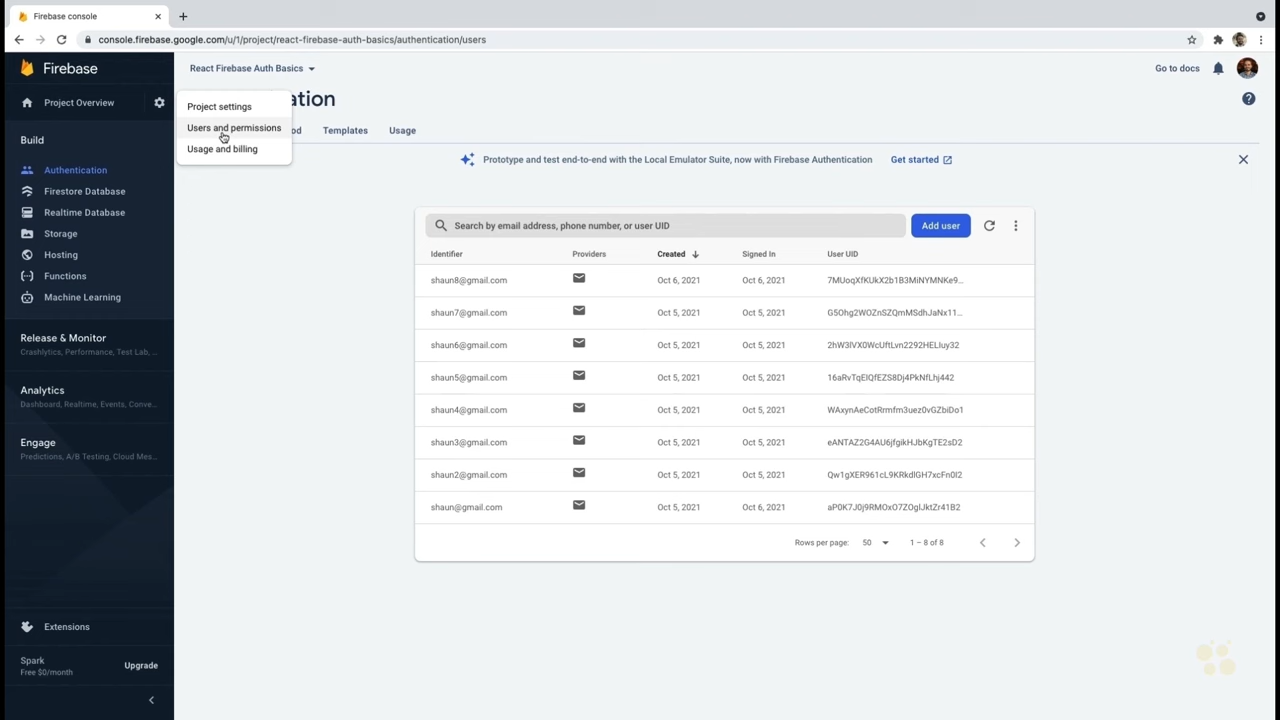 Firebase console
console.firebase.google.com/u/1/project/react-firebase-auth-basics/authentication/users
Firebase
React Firebase Auth Basics
Go to docs
Project Overview
Project settings
Users and permissions
Usage and billing
ation
od
Templates
Usage
Prototype and test end-to-end with the Local Emulator Suite, now with Firebase Authentication
Get started
Build
Authentication
Firestore Database
Realtime Database
Storage
Hosting
Functions
Machine Learning
Release & Monitor
Crashlytics, Performance, Test Lab, ...
Analytics
Dashboard, Realtime, Events, Conve...
Engage
Predictions, A/B Testing, Cloud Mes...
Extensions
Spark
Free $0/month
Upgrade
Search by email address, phone number, or user UID
Add user
Identifier Providers Created Signed In User UID
shaun8@gmail.com Oct 6, 2021 Oct 6, 2021 7MUoqXfKUkX2b1B3MiNYMNKe9...
shaun7@gmail.com Oct 5, 2021 Oct 5, 2021 G5Ohg2WOZnSZQmMSdhJaNx11...
shaun6@gmail.com Oct 5, 2021 Oct 5, 2021
shaun5@gmail.com Oct 5, 2021 Oct 5, 2021
shaun4@gmail.com Oct 5, 2021 Oct 5, 2021 WAxynAeCotRrmfm3uez0vGZbiDo1
shaun3@gmail.com Oct 5, 2021 Oct 5, 2021 eANTAZ2G4AU6jfgikHJbKgTE2sD2
shaun2@gmail.com Oct 5, 2021 Oct 5, 2021
shaun@gmail.com Oct 5, 2021 Oct 6, 2021
Rows per page: 50 1 – 8 of 8